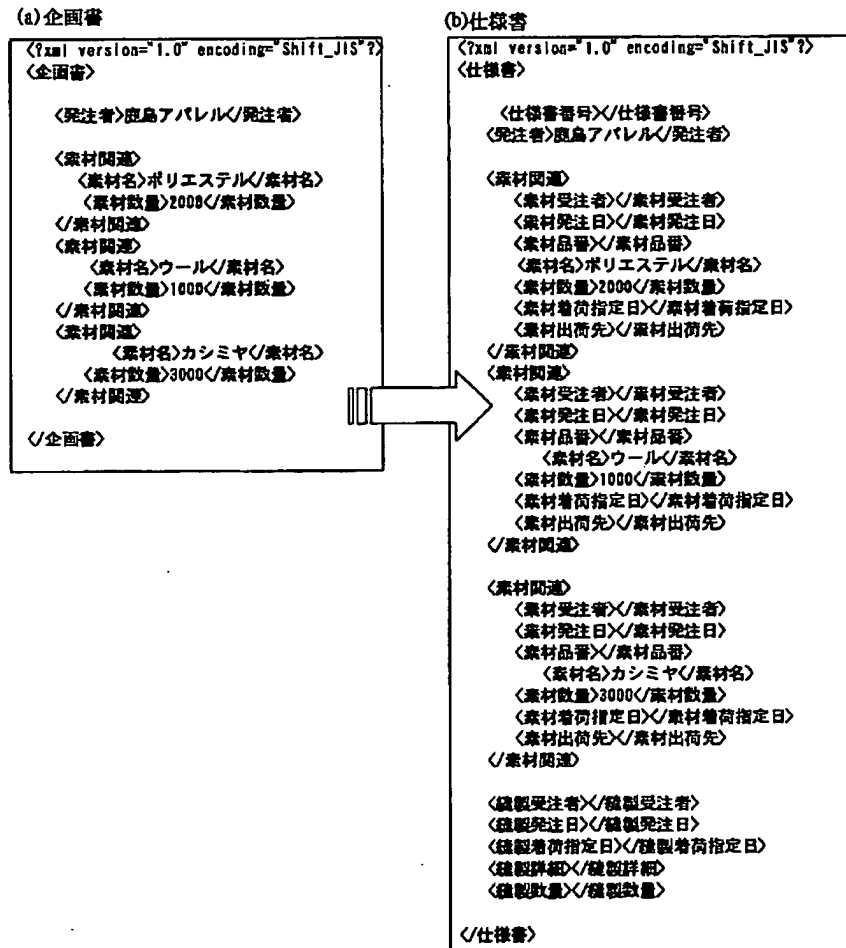 (a)企画書
<?xml version="1.0" encoding="Shift_JIS"?>
<企画書>
<発注者>鹿島アパレル</発注者>
<素材関連>
<素材名>ポリエステル</素材名>
<素材数量>2000</素材数量>
</素材関連>
<素材関連>
<素材名>ウール</素材名>
<素材数量>1000</素材数量>
</素材関連>
<素材関連>
<素材名>カシミヤ</素材名>
<素材数量>3000</素材数量>
</素材関連>
</企画書>
(b)仕様書
<?xml version="1.0" encoding="Shift_JIS"?>
<仕様書>
<仕様書番号></仕様書番号>
<発注者>鹿島アパレル</発注者>
<素材関連>
<素材受注者></素材受注者>
<素材発注日></素材発注日>
<素材品番></素材品番>
<素材名>ポリエステル</素材名>
<素材数量>2000</素材数量>
<素材着荷指定日></素材着荷指定日>
<素材出荷先></素材出荷先>
</素材関連>
<素材関連>
<素材受注者></素材受注者>
<素材発注日></素材発注日>
<素材品番></素材品番>
<素材名>ウール</素材名>
<素材数量>1000</素材数量>
<素材着荷指定日></素材着荷指定日>
<素材出荷先></素材出荷先>
</素材関連>
<素材関連>
<素材受注者></素材受注者>
<素材発注日></素材発注日>
<素材品番></素材品番>
<素材名>カシミヤ</素材名>
<素材数量>3000</素材数量>
<素材着荷指定日></素材着荷指定日>
<素材出荷先></素材出荷先>
</素材関連>
<縫製受注者></縫製受注者>
<縫製発注日></縫製発注日>
<縫製着荷指定日></縫製着荷指定日>
<縫製詳細></縫製詳細>
<縫製数量></縫製数量>
</仕様書>